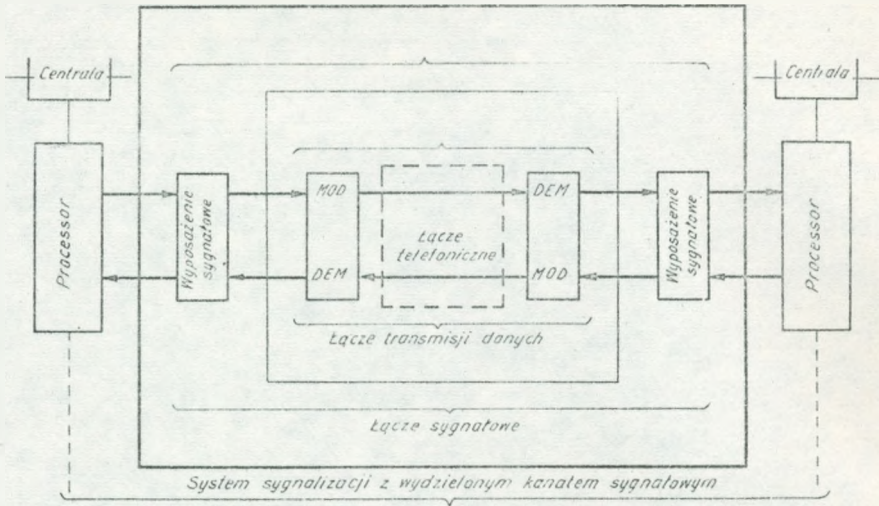 Centrala
Centrala
Processor
Wyposażenie
sygnałowe
MOD
DEM
Łącze
telefoniczne
DEM
MOD
Wyposażenie
sygnałowe
Processor
Łącze transmisji danych
Łącze sygnałowe
System sygnalizacji z wydzielonym kanałem sygnałowym